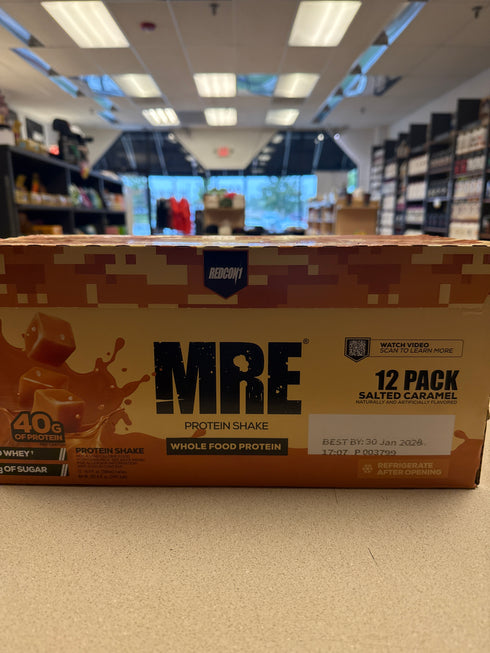 REDCON1
MRE®
PROTEIN SHAKE
WHOLE FOOD PROTEIN
WATCH VIDEO
SCAN TO LEARN MORE
12 PACK
SALTED CARAMEL
NATURALLY AND ARTIFICIALLY FLAVORED
BEST BY: 30 Jan 2026
17:07 P 003799
REFRIGERATE
AFTER OPENING
40G
OF PROTEIN
WHEY¹
OF SUGAR
PROTEIN SHAKE